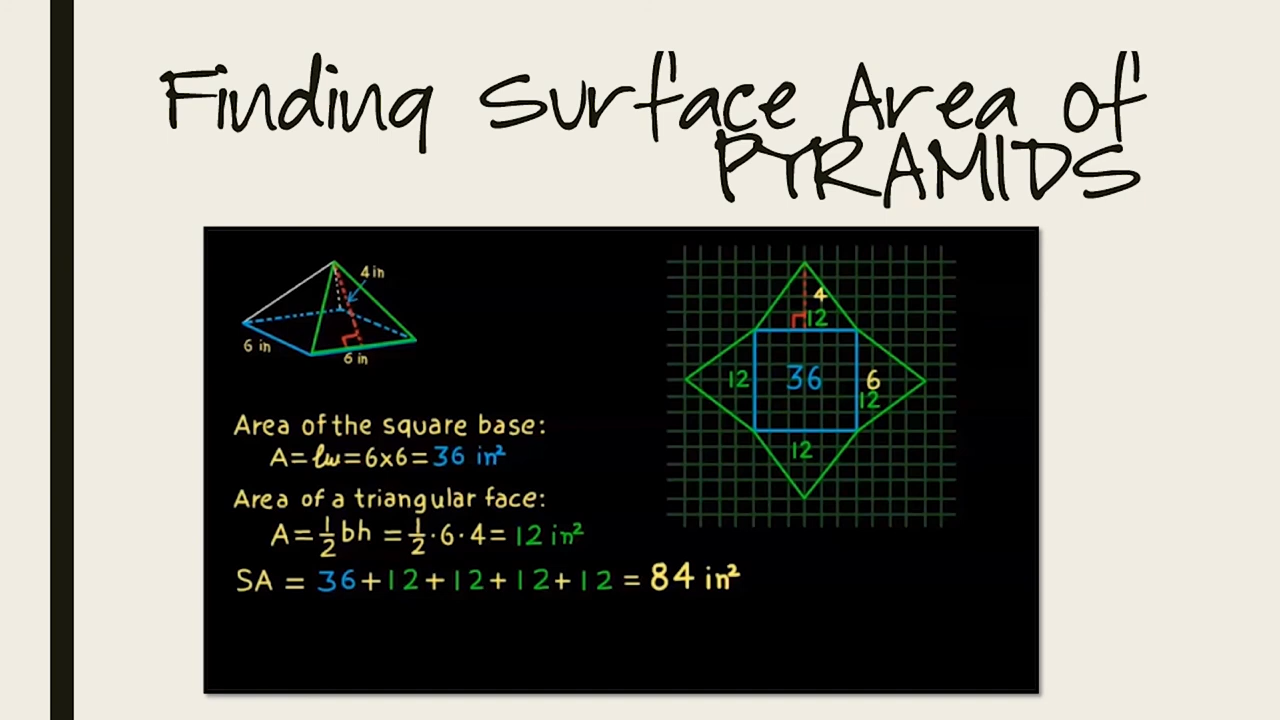 Finding Surface Area of
PYRAMIDS
4 in
6 in
6 in
4
12
12
36
6
12
12
Area of the square base:
A = lw = 6x6 = 36 in²
Area of a triangular face:
A = 1/2 bh = 1/2 · 6 · 4 = 12 in²
SA = 36 + 12 + 12 + 12 + 12 = 84 in²